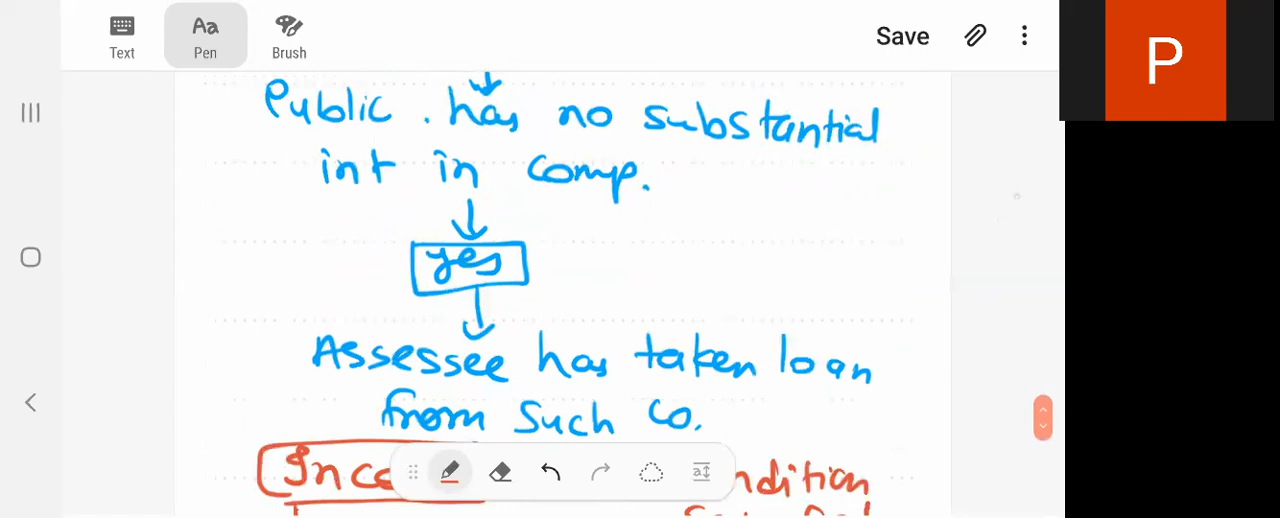 Text
Pen
Brush
Save
P
Public. has no substantial
int in comp.
yes
Assessee has taken loan
from such co.